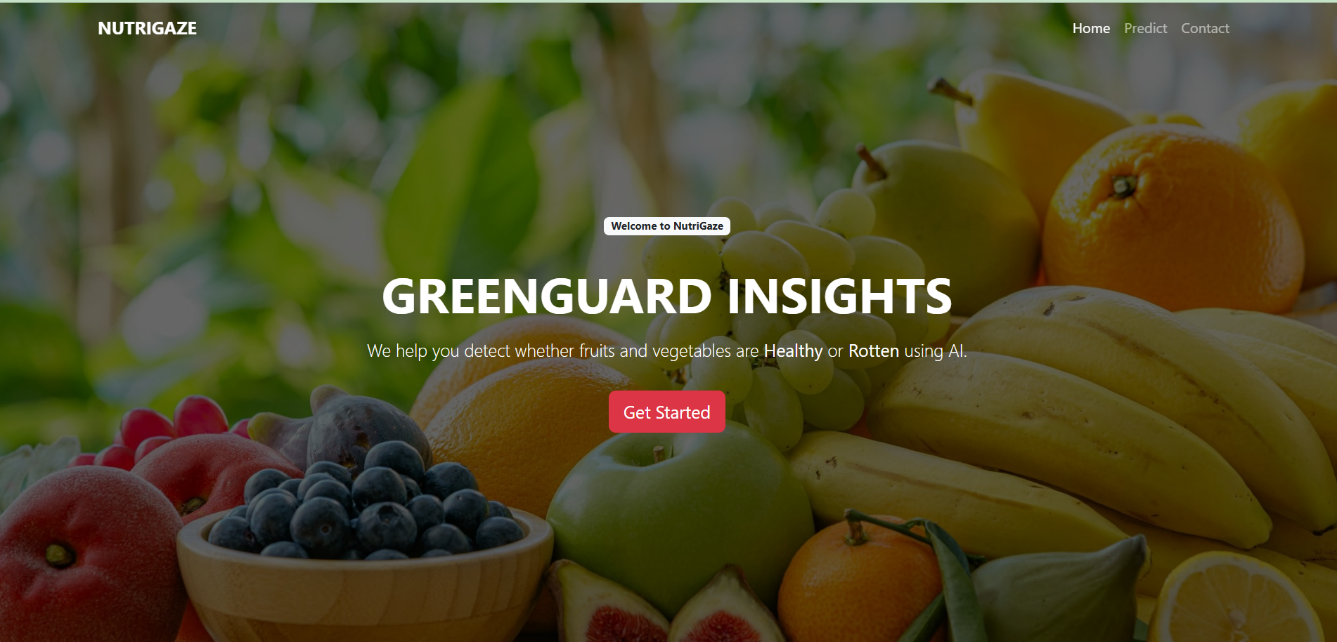 NUTRIGAZE
Home Predict Contact
Welcome to NutriGaze
GREENGUARD INSIGHTS
We help you detect whether fruits and vegetables are Healthy or Rotten using AI.
Get Started